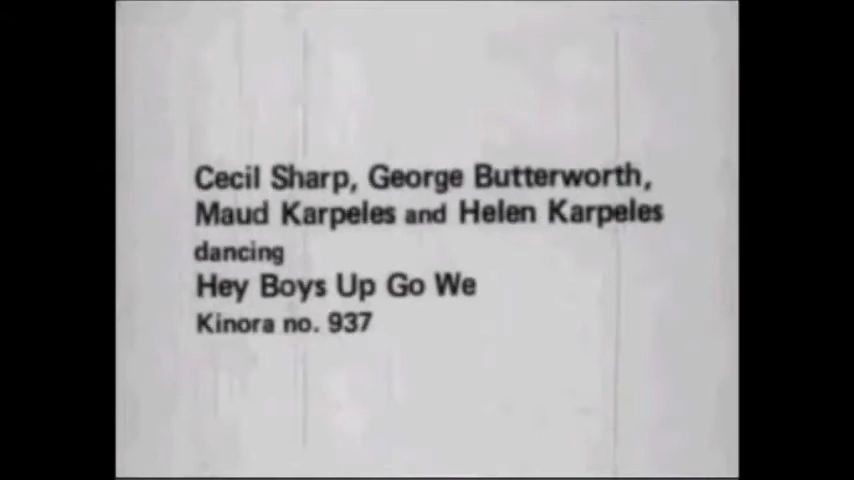 Cecil Sharp, George Butterworth,
Maud Karpeles and Helen Karpeles
dancing
Hey Boys Up Go We
Kinora no. 937